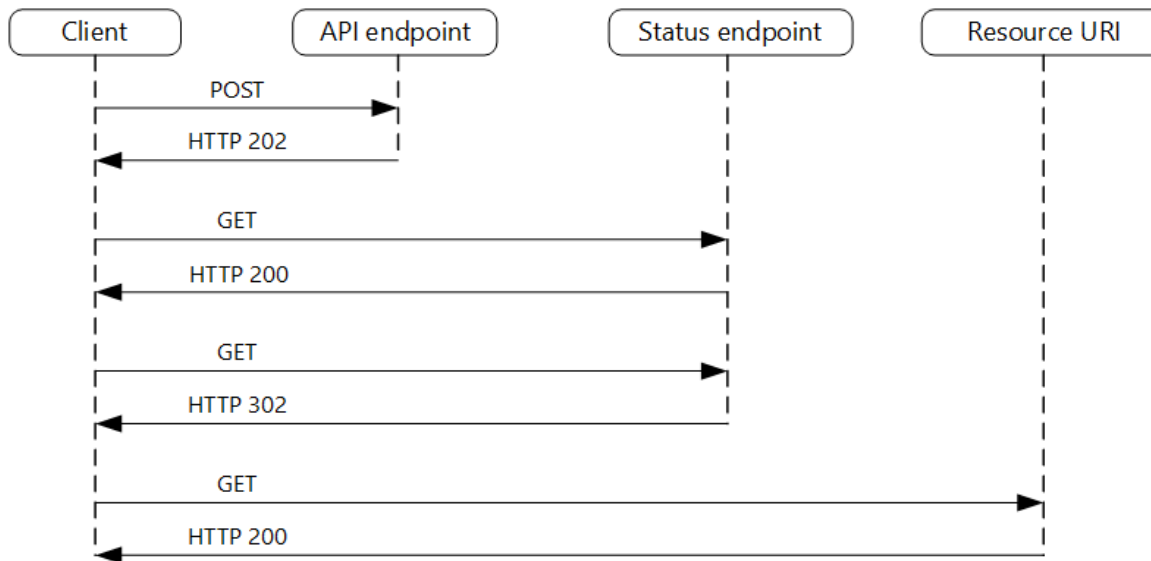 Client
API endpoint
Status endpoint
Resource URI
POST
HTTP 202
GET
HTTP 200
GET
HTTP 302
GET
HTTP 200